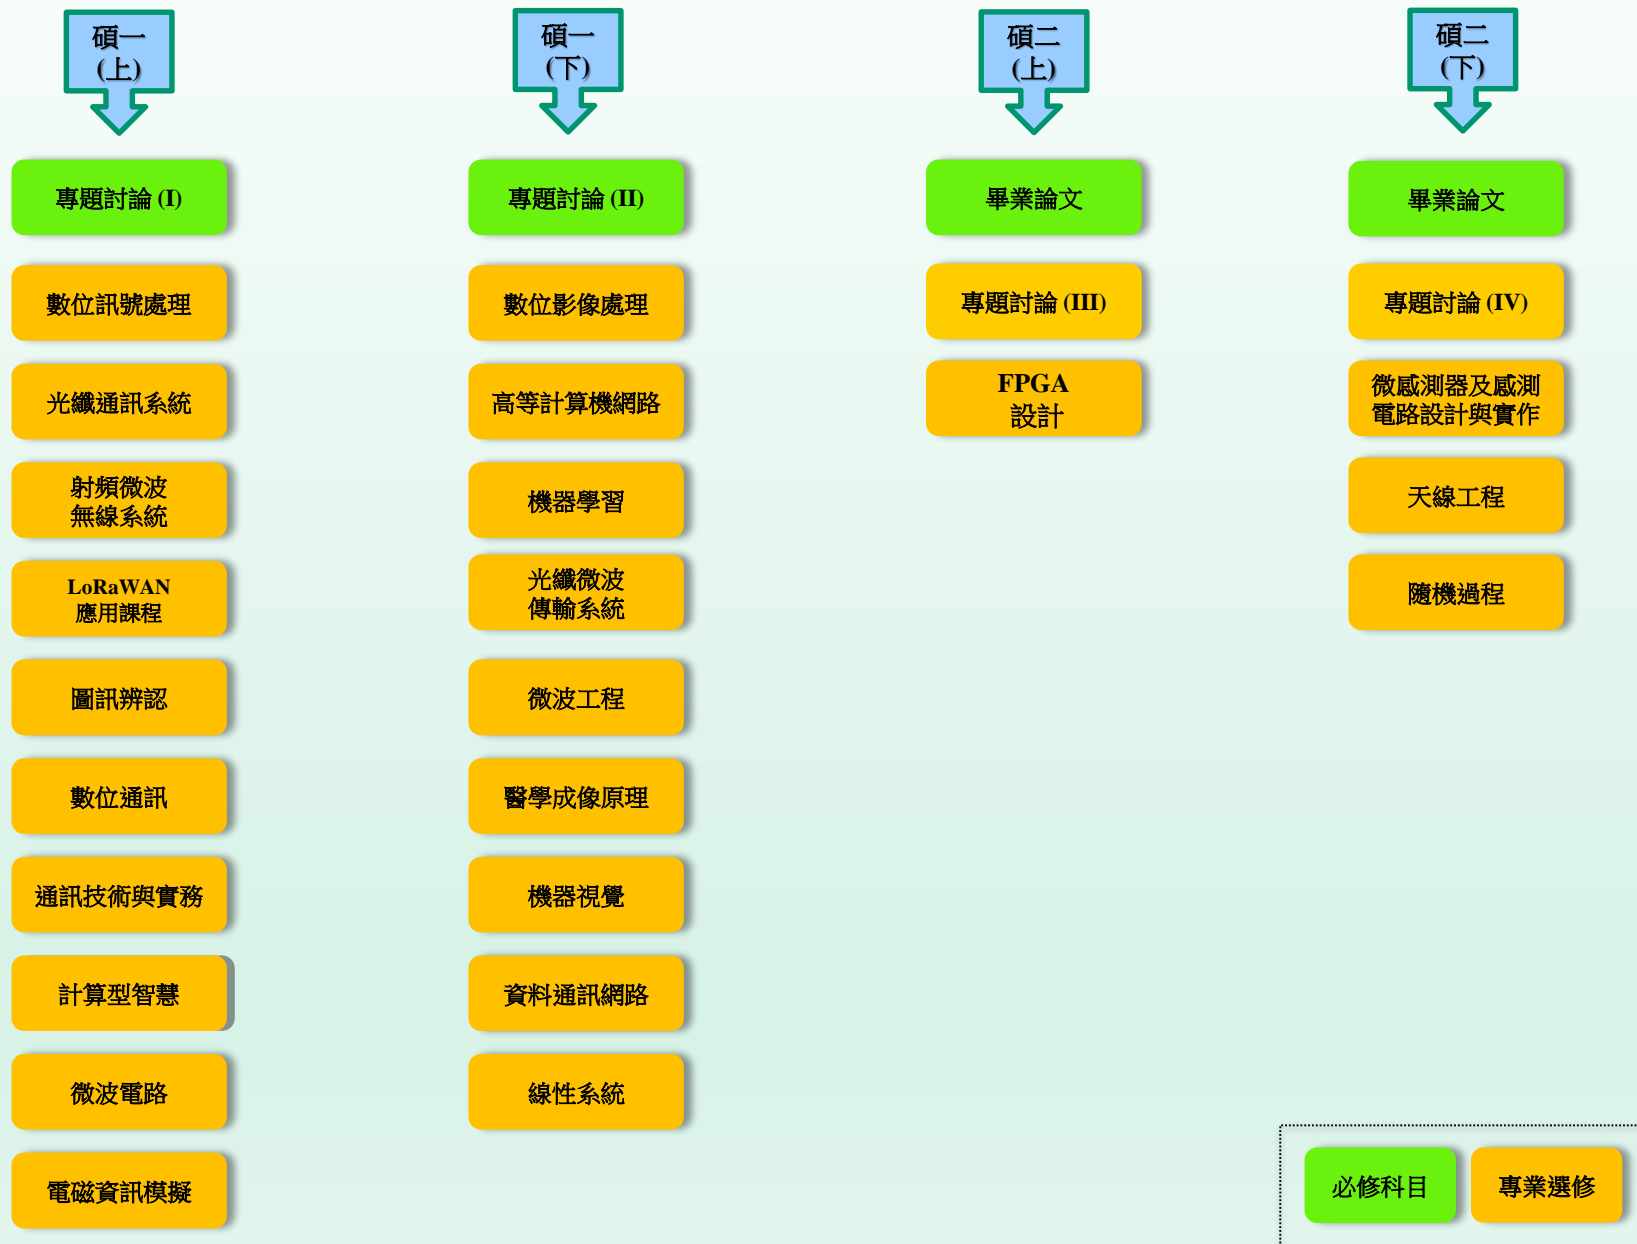 碩一
(上)
專題討論 (I)
數位訊號處理
光纖通訊系統
射頻微波
無線系統
LoRaWAN
應用課程
圖訊辨認
數位通訊
通訊技術與實務
計算型智慧
微波電路
電磁資訊模擬
碩一
(下)
專題討論 (II)
數位影像處理
高等計算機網路
機器學習
光纖微波
傳輸系統
微波工程
醫學成像原理
機器視覺
資料通訊網路
線性系統
碩二
(上)
畢業論文
專題討論 (III)
FPGA
設計
碩二
(下)
畢業論文
專題討論 (IV)
微感測器及感測
電路設計與實作
天線工程
隨機過程
必修科目
專業選修